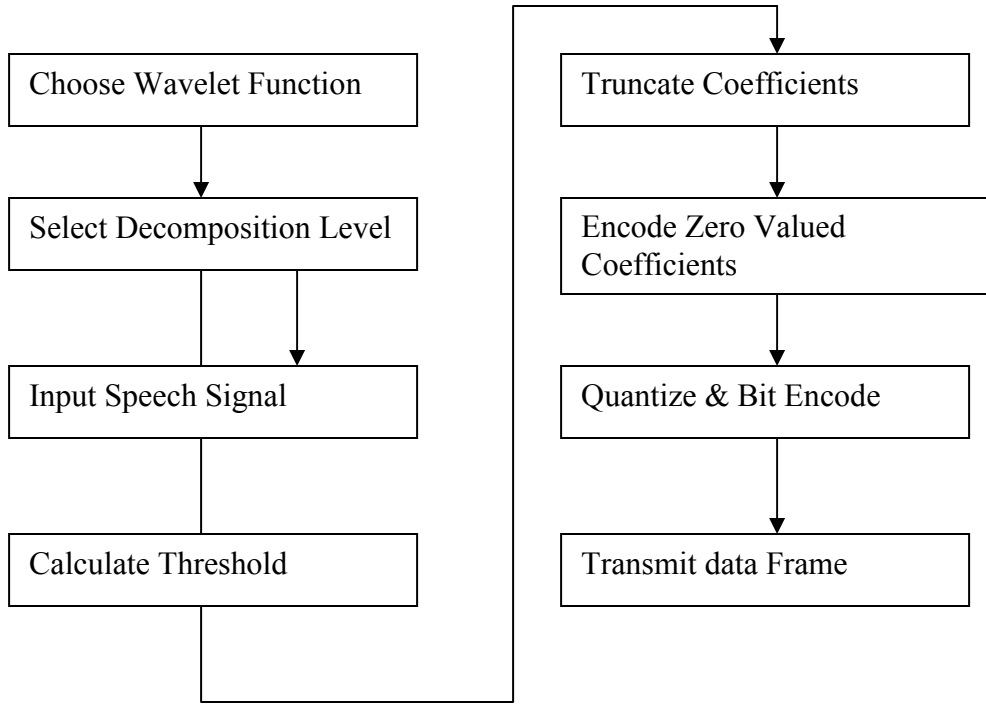 Choose Wavelet Function
Select Decomposition Level
Input Speech Signal
Calculate Threshold
Truncate Coefficients
Encode Zero Valued
Coefficients
Quantize & Bit Encode
Transmit data Frame